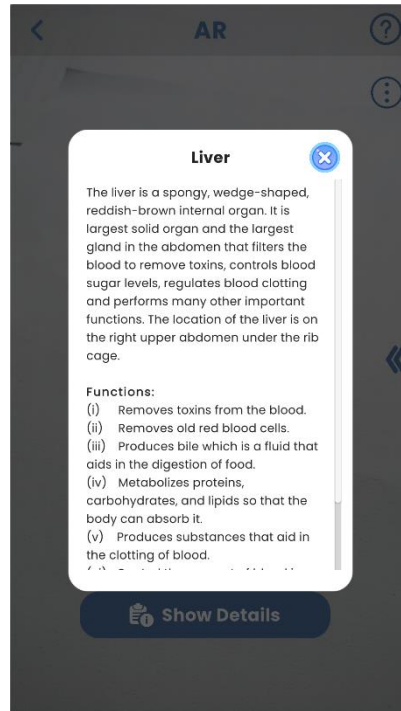 AR
?
Liver
The liver is a spongy, wedge-shaped,
reddish-brown internal organ. It is
largest solid organ and the largest
gland in the abdomen that filters the
blood to remove toxins, controls blood
sugar levels, regulates blood clotting
and performs many other important
functions. The location of the liver is on
the right upper abdomen under the rib
cage.
Functions:
(i) Removes toxins from the blood.
(ii) Removes old red blood cells.
(iii) Produces bile which is a fluid that
aids in the digestion of food.
(iv) Metabolizes proteins,
carbohydrates, and lipids so that the
body can absorb it.
(v) Produces substances that aid in
the clotting of blood.
Show Details